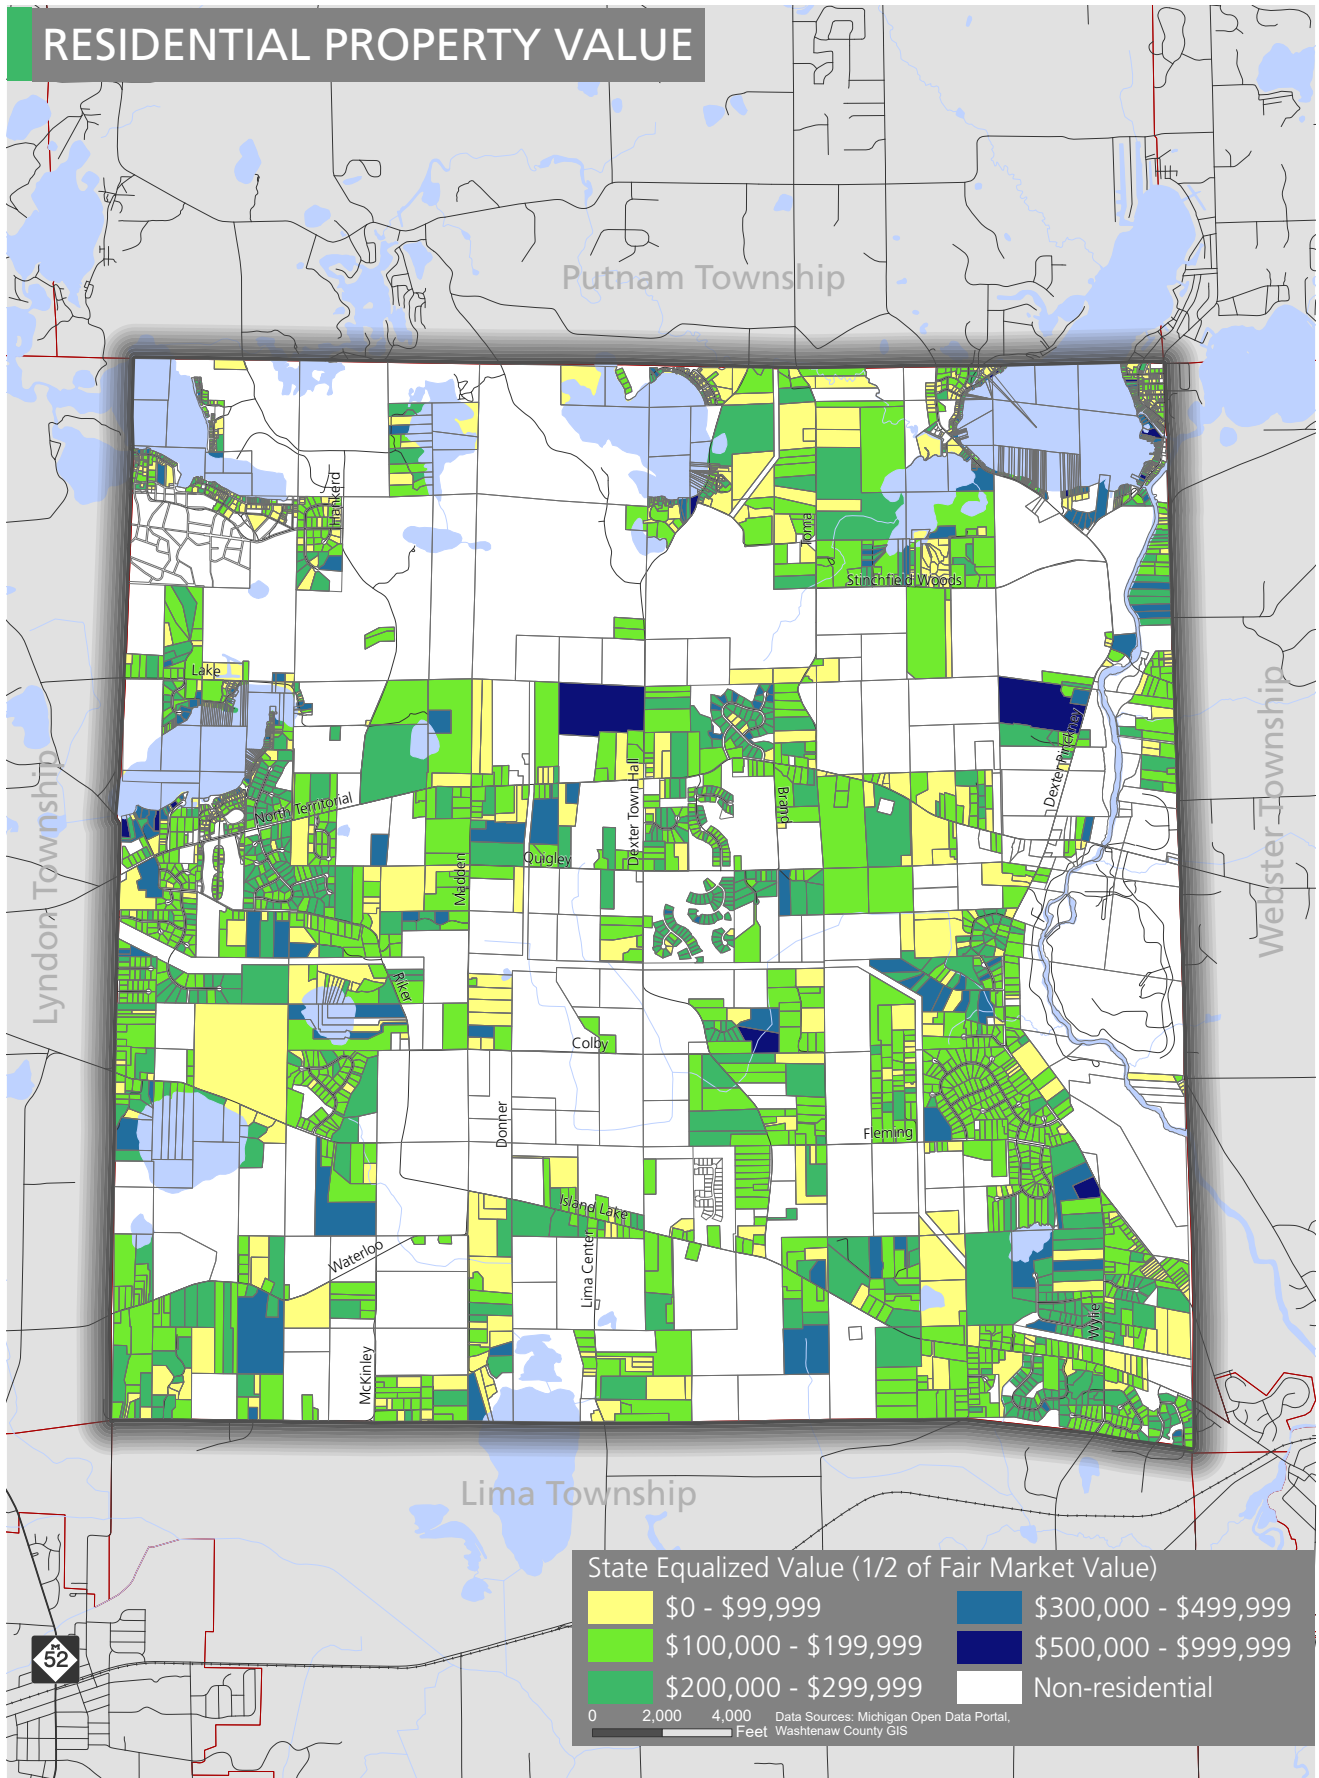 RESIDENTIAL PROPERTY VALUE
Putnam Township
Hankerd
Toma
Stinchfield Woods
Lake
Webster Township
Dexter Pinckney
Lyndon Township
North Territorial
Dexter Town Hall
Brand
Quigley
Madden
Riker
Colby
Donner
Fleming
Island Lake
Waterloo
Lima Center
Wylie
McKinley
Lima Township
State Equalized Value (1/2 of Fair Market Value)
$0 - $99,999
$300,000 - $499,999
$100,000 - $199,999
$500,000 - $999,999
$200,000 - $299,999
Non-residential
0 2,000 4,000
Feet
Data Sources: Michigan Open Data Portal,
Washtenaw County GIS
M
52